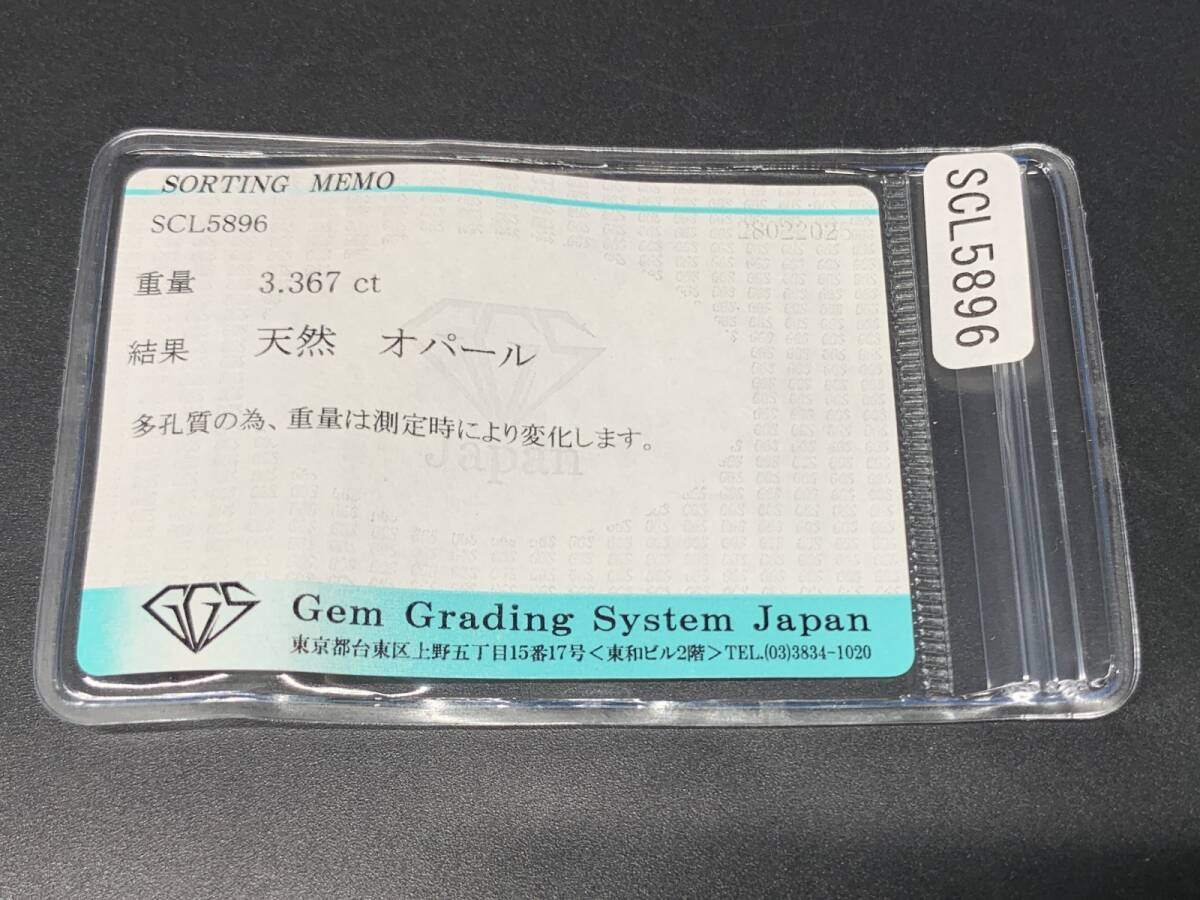 SORTING MEMO
SCL5896 28022025
重量 3.367 ct
結果 天然 オパール
多孔質の為、重量は測定時により変化します。
Japan
GGS Gem Grading System Japan
東京都台東区上野五丁目15番17号<東和ビル2階>TEL.(03)3834-1020
SCL5896